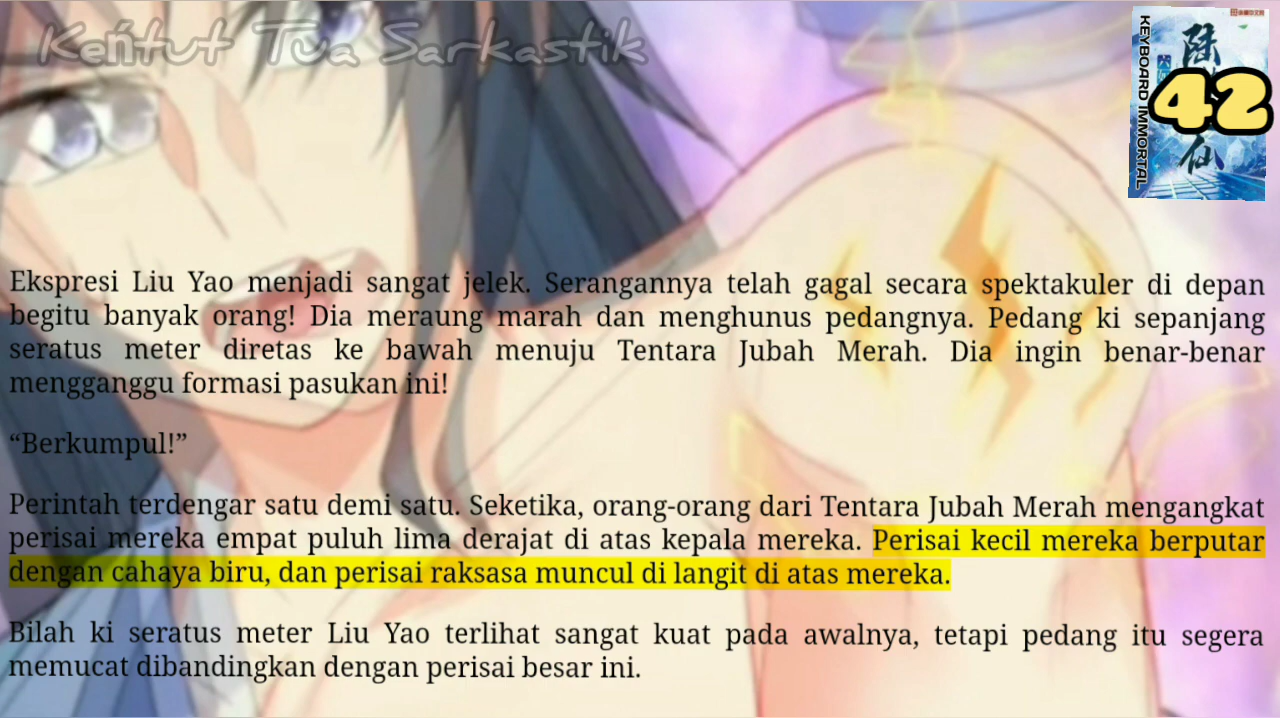 Kentut Tua Sarkastik
KEYBOARD IMMORTAL
42
Ekspresi Liu Yao menjadi sangat jelek. Serangannya telah gagal secara spektakuler di depan
begitu banyak orang! Dia meraung marah dan menghunus pedangnya. Pedang ki sepanjang
seratus meter diretas ke bawah menuju Tentara Jubah Merah. Dia ingin benar-benar
mengganggu formasi pasukan ini!
“Berkumpul!”
Perintah terdengar satu demi satu. Seketika, orang-orang dari Tentara Jubah Merah mengangkat
perisai mereka empat puluh lima derajat di atas kepala mereka. Perisai kecil mereka berputar
dengan cahaya biru, dan perisai raksasa muncul di langit di atas mereka.
Bilah ki seratus meter Liu Yao terlihat sangat kuat pada awalnya, tetapi pedang itu segera
memucat dibandingkan dengan perisai besar ini.